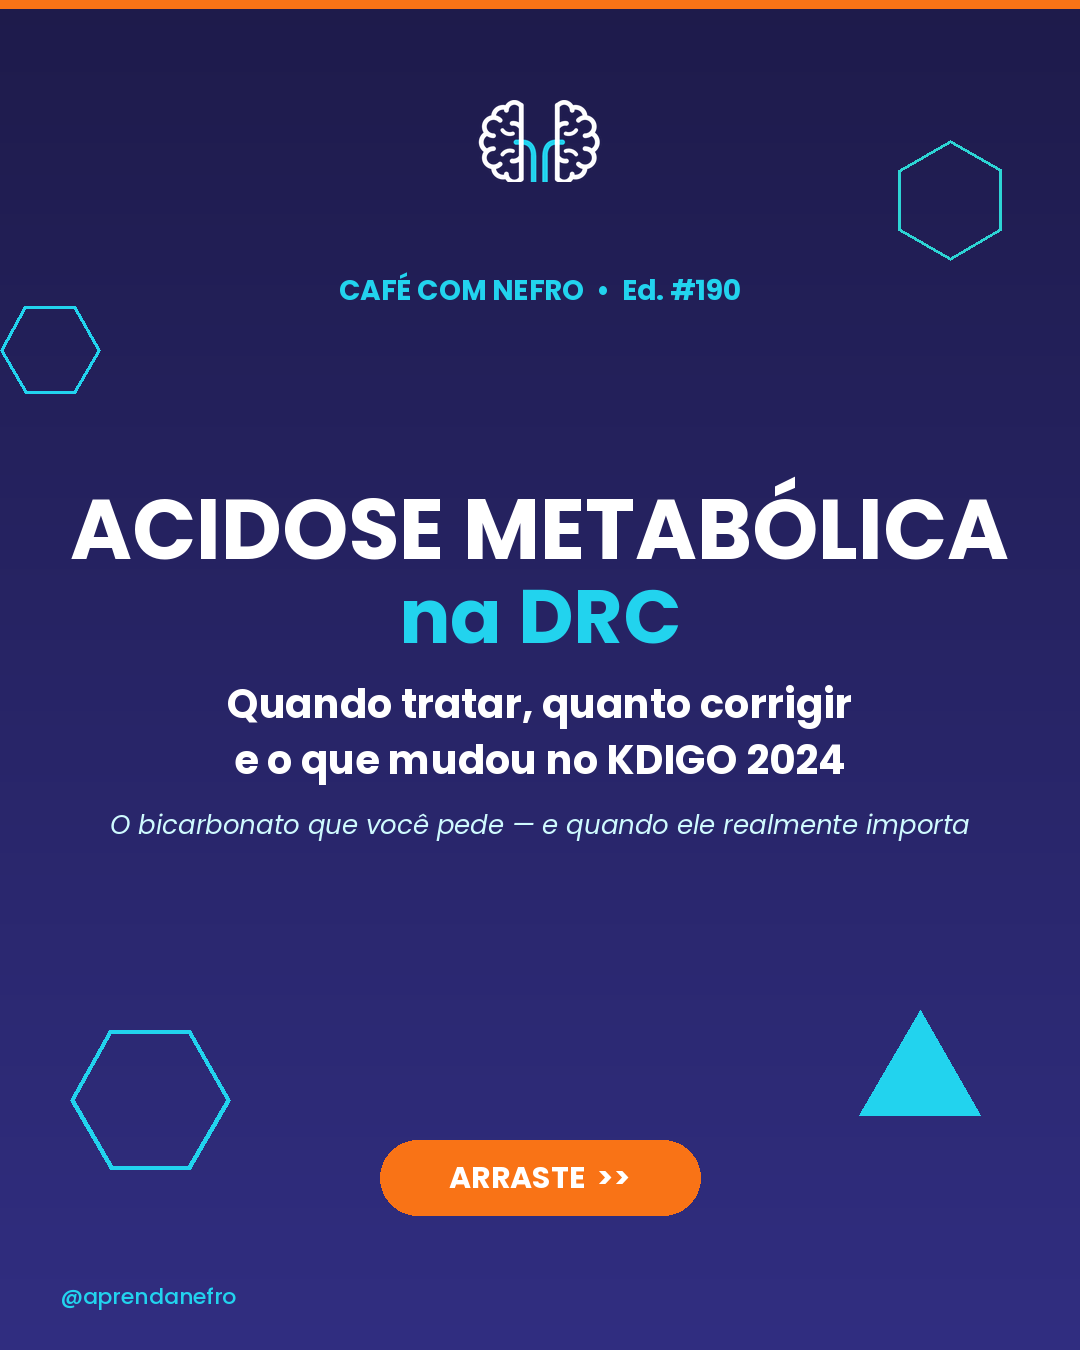 CAFÉ COM NEFRO • Ed. #190
ACIDOSE METABÓLICA
na DRC
Quando tratar, quanto corrigir
e o que mudou no KDIGO 2024
O bicarbonato que você pede — e quando ele realmente importa
ARRASTE >>
@aprendanefro